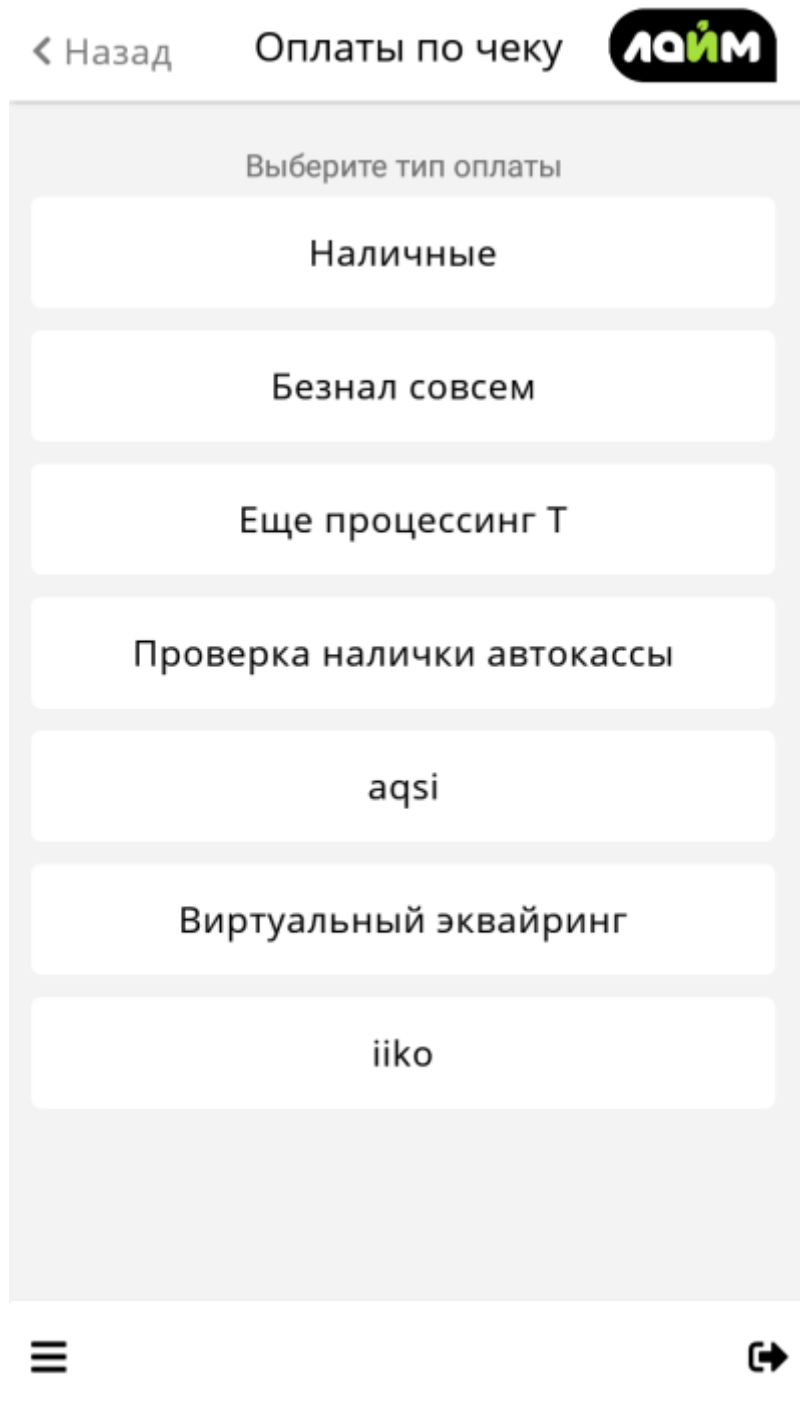 Назад
Оплаты по чеку
лайм
Выберите тип оплаты
Наличные
Безнал совсем
Еще процессинг Т
Проверка налички автокассы
aqsi
Виртуальный эквайринг
iiko